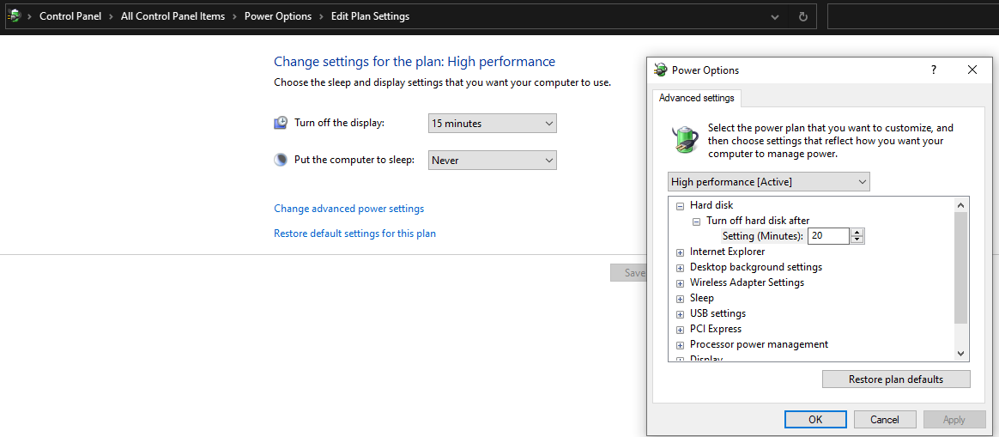 Control Panel > All Control Panel Items > Power Options > Edit Plan Settings
Change settings for the plan: High performance
Choose the sleep and display settings that you want your computer to use.
Turn off the display: 15 minutes
Put the computer to sleep: Never
Change advanced power settings
Restore default settings for this plan
Save
Power Options ?
Advanced settings
Select the power plan that you want to customize, and
then choose settings that reflect how you want your
computer to manage power.
High performance [Active]
Hard disk
Turn off hard disk after
Setting (Minutes): 20
Internet Explorer
Desktop background settings
Wireless Adapter Settings
Sleep
USB settings
PCI Express
Processor power management
Display
Restore plan defaults
OK Cancel Apply